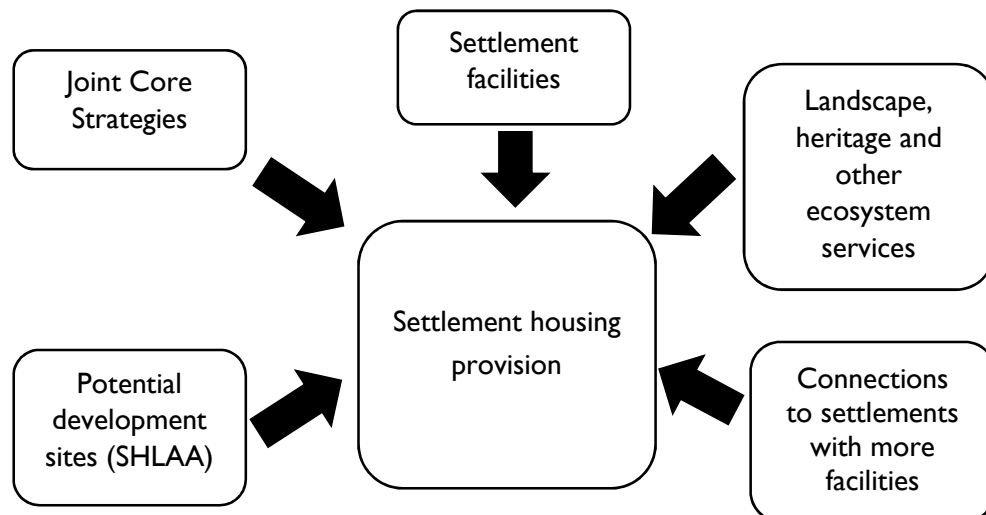 Settlement
facilities
Joint Core
Strategies
Landscape,
heritage and
other
ecosystem
services
Settlement housing
provision
Potential
development
sites (SHLAA)
Connections
to settlements
with more
facilities